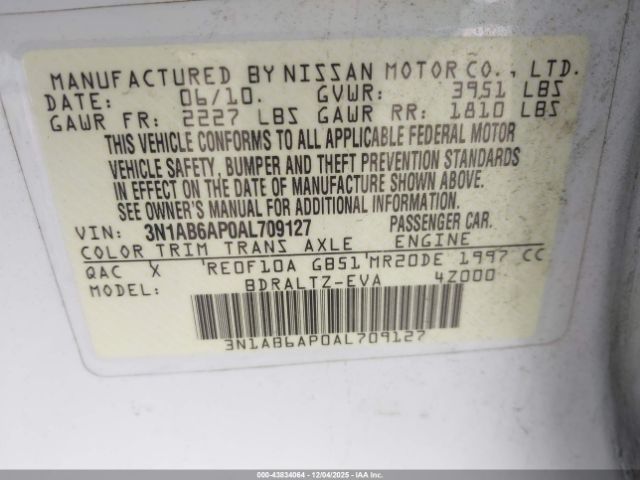 MANUFACTURED BY NISSAN MOTOR CO., LTD.
DATE: 06/10. GVWR: 3951 LBS
GAWR FR: 2227 LBS GAWR RR: 1810 LBS
THIS VEHICLE CONFORMS TO ALL APPLICABLE FEDERAL MOTOR
VEHICLE SAFETY, BUMPER AND THEFT PREVENTION STANDARDS
IN EFFECT ON THE DATE OF MANUFACTURE SHOWN ABOVE.
SEE OWNER'S MANUAL FOR ADDITIONAL INFORMATION.
VIN: 3N1AB6AP0AL709127 PASSENGER CAR.
COLOR TRIM TRANS AXLE ENGINE
QAC X RE0F10A GB51 MR20DE 1997 CC
MODEL: BDRALTZ-EVA 4Z000
3N1AB6AP0AL709127
000-43834064 | 12/04/2025 - IAAI